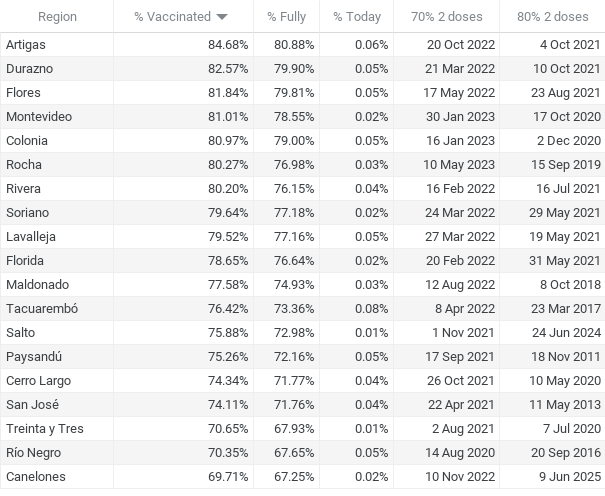 Region % Vaccinated % Fully % Today 70% 2 doses 80% 2 doses
Artigas 84.68% 80.88% 0.06% 20 Oct 2022 4 Oct 2021
Durazno 82.57% 79.90% 0.05% 21 Mar 2022 10 Oct 2021
Flores 81.84% 79.81% 0.05% 17 May 2022 23 Aug 2021
Montevideo 81.01% 78.55% 0.02% 30 Jan 2023 17 Oct 2020
Colonia 80.97% 79.00% 0.05% 16 Jan 2023 2 Dec 2020
Rocha 80.27% 76.98% 0.03% 10 May 2023 15 Sep 2019
Rivera 80.20% 76.15% 0.04% 16 Feb 2022 16 Jul 2021
Soriano 79.64% 77.18% 0.02% 24 Mar 2022 29 May 2021
Lavalleja 79.52% 77.16% 0.05% 27 Mar 2022 19 May 2021
Florida 78.65% 76.64% 0.02% 20 Feb 2022 31 May 2021
Maldonado 77.58% 74.93% 0.03% 12 Aug 2022 8 Oct 2018
Tacuarembó 76.42% 73.36% 0.08% 8 Apr 2022 23 Mar 2017
Salto 75.88% 72.98% 0.01% 1 Nov 2021 24 Jun 2024
Paysandú 75.26% 72.16% 0.05% 17 Sep 2021 18 Nov 2011
Cerro Largo 74.34% 71.77% 0.04% 26 Oct 2021 10 May 2020
San José 74.11% 71.76% 0.04% 22 Apr 2021 11 May 2013
Treinta y Tres 70.65% 67.93% 0.01% 2 Aug 2021 7 Jul 2020
Río Negro 70.35% 67.65% 0.05% 14 Aug 2020 20 Sep 2016
Canelones 69.71% 67.25% 0.02% 10 Nov 2022 9 Jun 2025